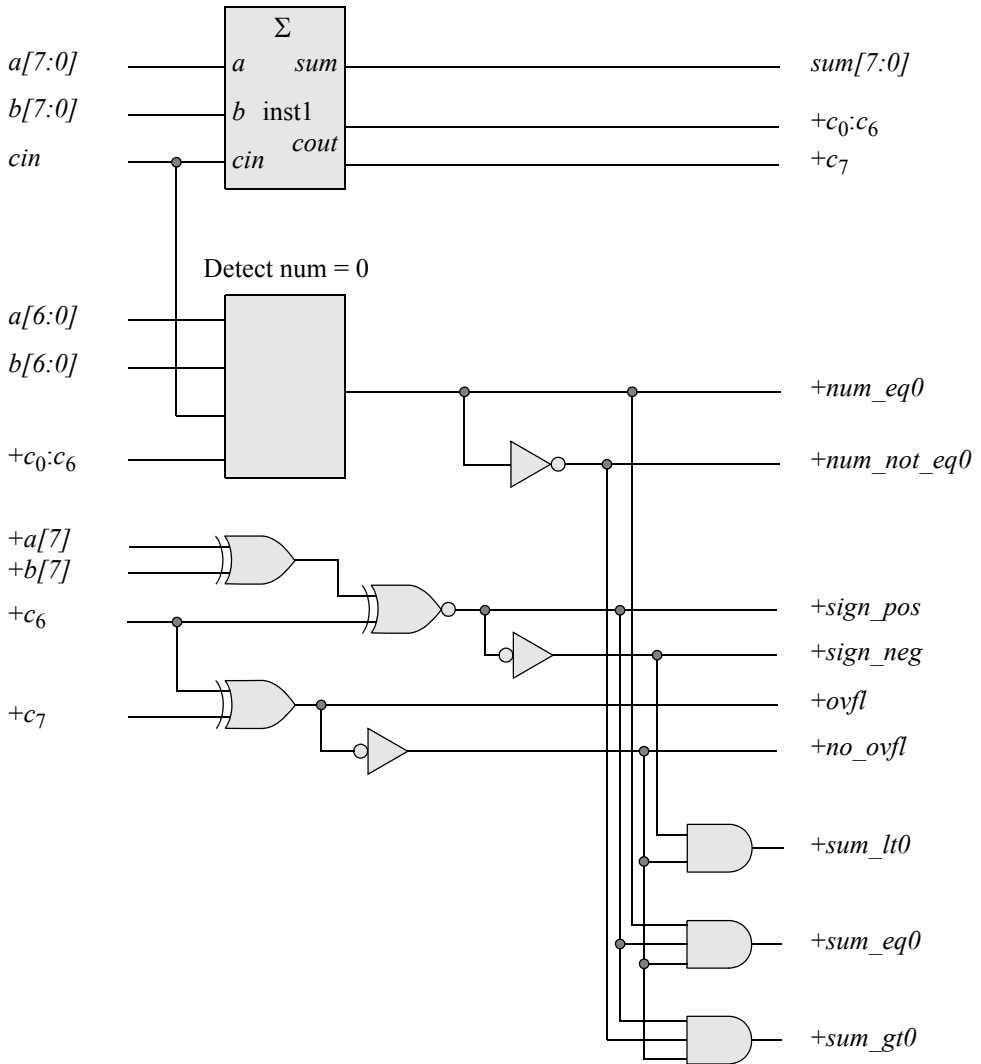 Σ
a[7:0] a sum sum[7:0]
b[7:0] b inst1 +c0:c6
cin cin cout +c7
Detect num = 0
a[6:0]
b[6:0]
+num_eq0
+c0:c6
+num_not_eq0
+a[7]
+b[7]
+c6
+sign_pos
+sign_neg
+c7
+ovfl
+no_ovfl
+sum_lt0
+sum_eq0
+sum_gt0